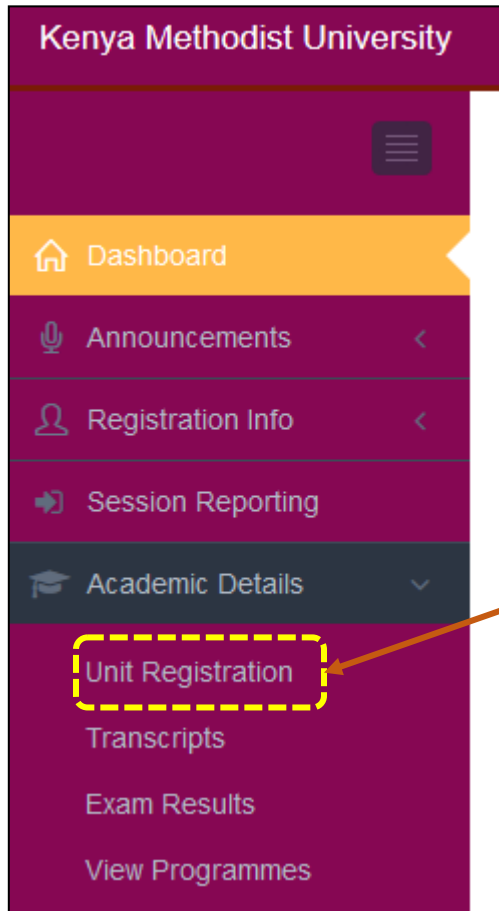 Kenya Methodist University
Dashboard
Announcements
Registration Info
Session Reporting
Academic Details
Unit Registration
Transcripts
Exam Results
View Programmes